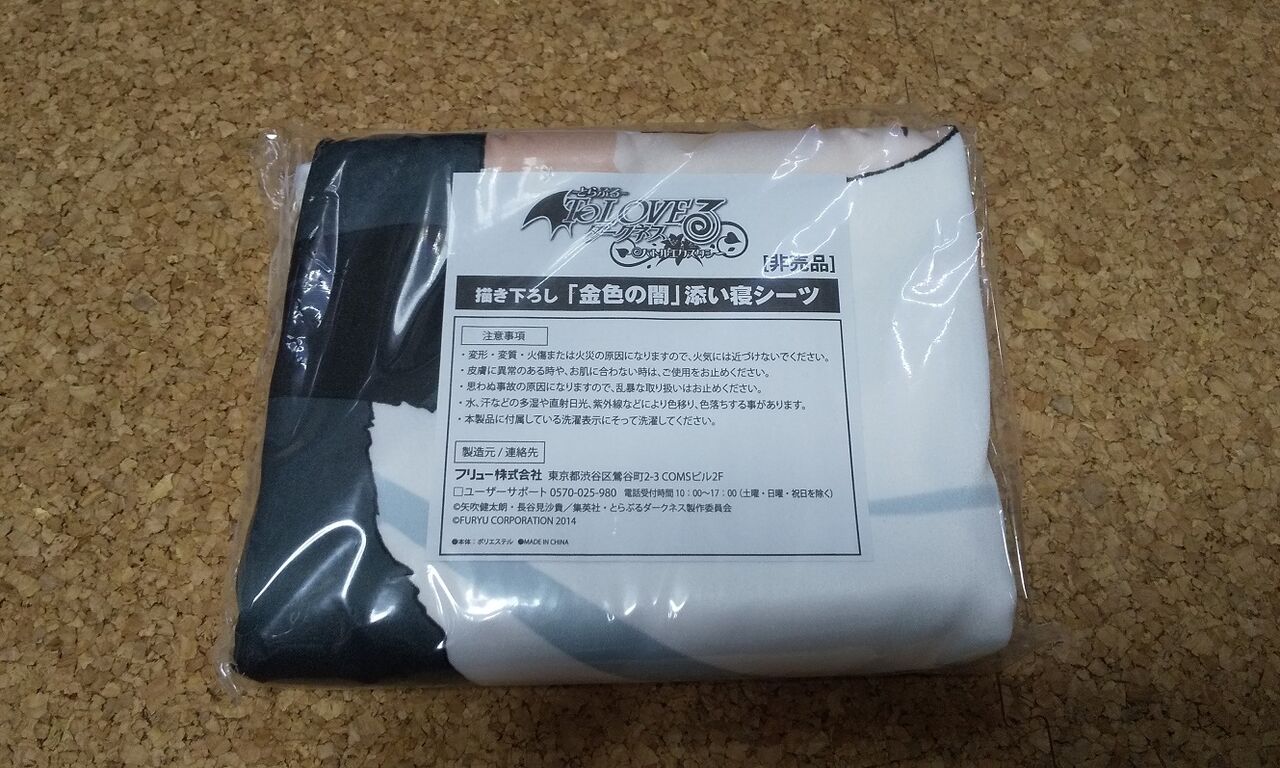 とらぶる
To LOVEる
ダークネス
バトルエクスタシー
[非売品]
描き下ろし「金色の闇」添い寝シーツ
注意事項
・変形・変質・火傷または火災の原因になりますので、火気には近づけないでください。
・皮膚に異常のある時や、お肌に合わない時は、ご使用をお止めください。
・思わぬ事故の原因になりますので、乱暴な取り扱いはお止めください。
・水、汗などの多湿や直射日光、紫外線などにより色移り、色落ちする事があります。
・本製品に付属している洗濯表示にそって洗濯してください。
製造元 / 連絡先
フリュー株式会社 東京都渋谷区鶯谷町2-3 COMSビル2F
□ユーザーサポート 0570-025-980 電話受付時間 10：00〜17：00（土曜・日曜・祝日を除く）
©矢吹健太朗・長谷見沙貴／集英社・とらぶるダークネス製作委員会
©FURYU CORPORATION 2014
●本体：ポリエステル ●MADE IN CHINA